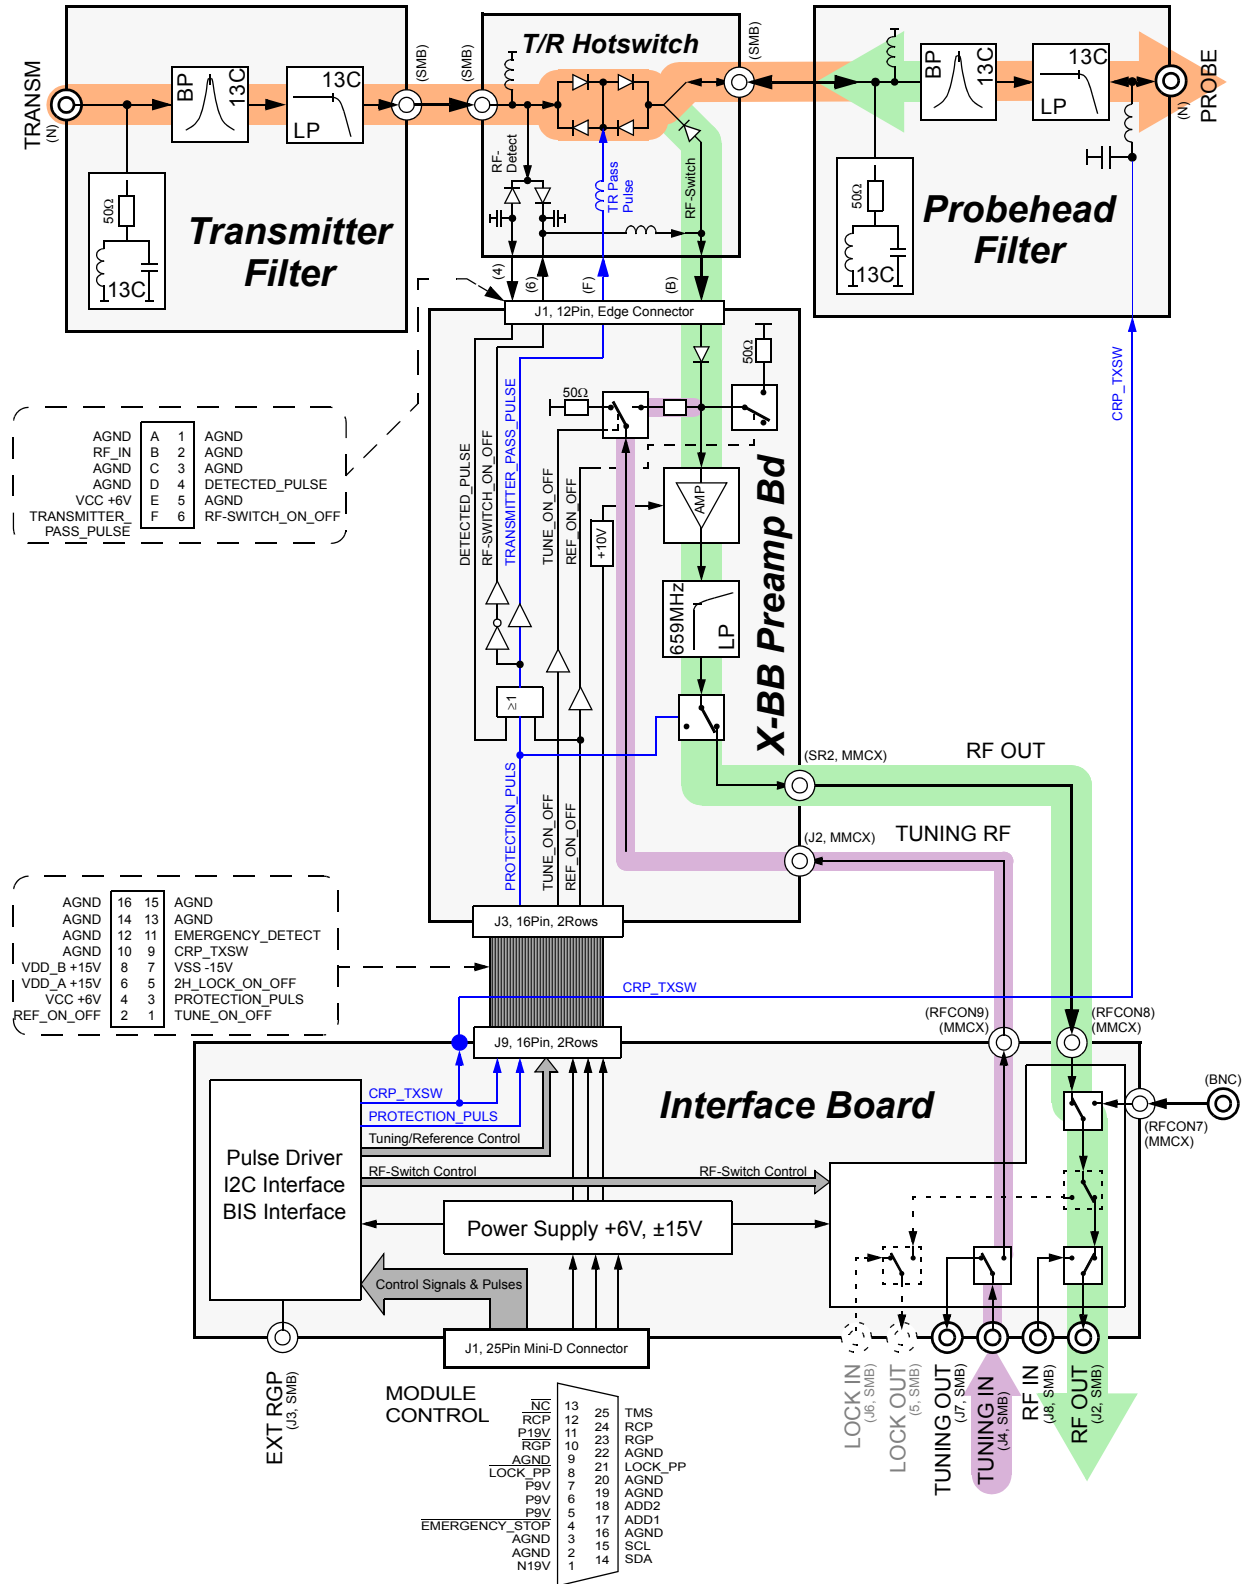 T/R Hotswitch
TRANSM
(N)
BP
13C
13C
LP
(SMB)
(SMB)
(SMB)
BP
13C
13C
LP
PROBE
(N)
50Ω
13C
Transmitter
Filter
RF-
Detect
TR Pass
Pulse
RF-Switch
50Ω
13C
Probehead
Filter
(4)
(6)
(F)
(B)
J1, 12Pin, Edge Connector
CRP_TXSW
AGND A 1 AGND
RF_IN B 2 AGND
AGND C 3 AGND
AGND D 4 DETECTED_PULSE
VCC +6V E 5 AGND
TRANSMITTER_ F 6 RF-SWITCH_ON_OFF
PASS_PULSE
DETECTED_PULSE
RF-SWITCH_ON_OFF
TRANSMITTER_PASS_PULSE
TUNE_ON_OFF
REF_ON_OFF
50Ω
50Ω
+10V
AMP
659MHz
LP
X-BB Preamp Bd
≥1
PROTECTION_PULS
TUNE_ON_OFF
REF_ON_OFF
(SR2, MMCX)
RF OUT
(J2, MMCX)
TUNING RF
J3, 16Pin, 2Rows
AGND 16 15 AGND
AGND 14 13 AGND
AGND 12 11 EMERGENCY_DETECT
AGND 10 9 CRP_TXSW
VDD_B +15V 8 7 VSS -15V
VDD_A +15V 6 5 2H_LOCK_ON_OFF
VCC +6V 4 3 PROTECTION_PULS
REF_ON_OFF 2 1 TUNE_ON_OFF
CRP_TXSW
J9, 16Pin, 2Rows
(RFCON9)
(MMCX)
(RFCON8)
(MMCX)
(BNC)
(RFCON7)
(MMCX)
Interface Board
CRP_TXSW
PROTECTION_PULS
Tuning/Reference Control
RF-Switch Control
RF-Switch Control
Pulse Driver
I2C Interface
BIS Interface
Power Supply +6V, ±15V
Control Signals & Pulses
J1, 25Pin Mini-D Connector
EXT RGP
(J3, SMB)
LOCK IN
(J6, SMB)
LOCK OUT
(5, SMB)
TUNING OUT
(J7, SMB)
TUNING IN
(J4, SMB)
RF IN
(J8, SMB)
RF OUT
(J2, SMB)
MODULE
CONTROL
NC 13
25 TMS
RCP 12
24 RCP
P19V 11
23 RGP
RGP 10
22 AGND
AGND 9
21 LOCK_PP
LOCK_PP 8
20 AGND
P9V 7
19 AGND
P9V 6
18 ADD2
P9V 5
17 ADD1
EMERGENCY_STOP 4
16 AGND
AGND 3
15 SCL
AGND 2
14 SDA
N19V 1